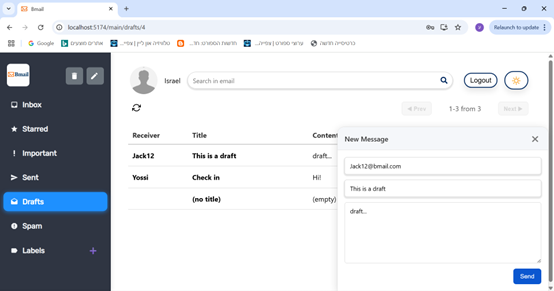 Bmail
localhost:5174/main/drafts/4
V
Relaunch to update
Google
אתרים מוצעים
טלוויזיה און ליין | צפיי...
חדשות הספורט: חד...
ערוצי ספורט | צפייה...
כרטיסייה חדשה
Bmail
Israel
Search in email
Logout
Inbox
Starred
Important
Sent
Drafts
Spam
Labels
+
◀ Prev
1-3 from 3
Next ▶
Receiver Title Conten
Jack12 This is a draft draft...
Yossi Check in Hi!
(no title) (empty)
New Message
Jack12@bmail.com
This is a draft
draft...
Send